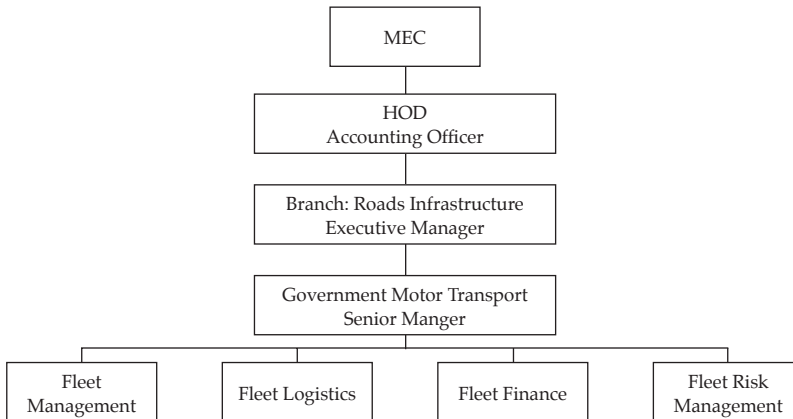 MEC
HOD
Accounting Officer
Branch: Roads Infrastructure
Executive Manager
Government Motor Transport
Senior Manger
Fleet
Management
Fleet Logistics
Fleet Finance
Fleet Risk
Management